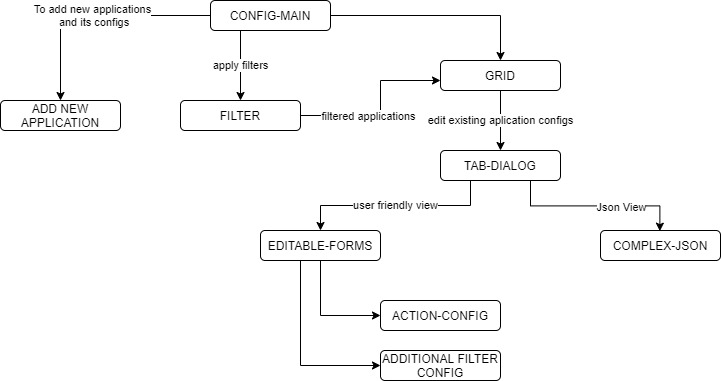 To add new applications
and its configs
CONFIG-MAIN
apply filters
GRID
ADD NEW
APPLICATION
FILTER
filtered applications
edit existing aplication configs
TAB-DIALOG
user friendly view
Json View
EDITABLE-FORMS
COMPLEX-JSON
ACTION-CONFIG
ADDITIONAL FILTER
CONFIG